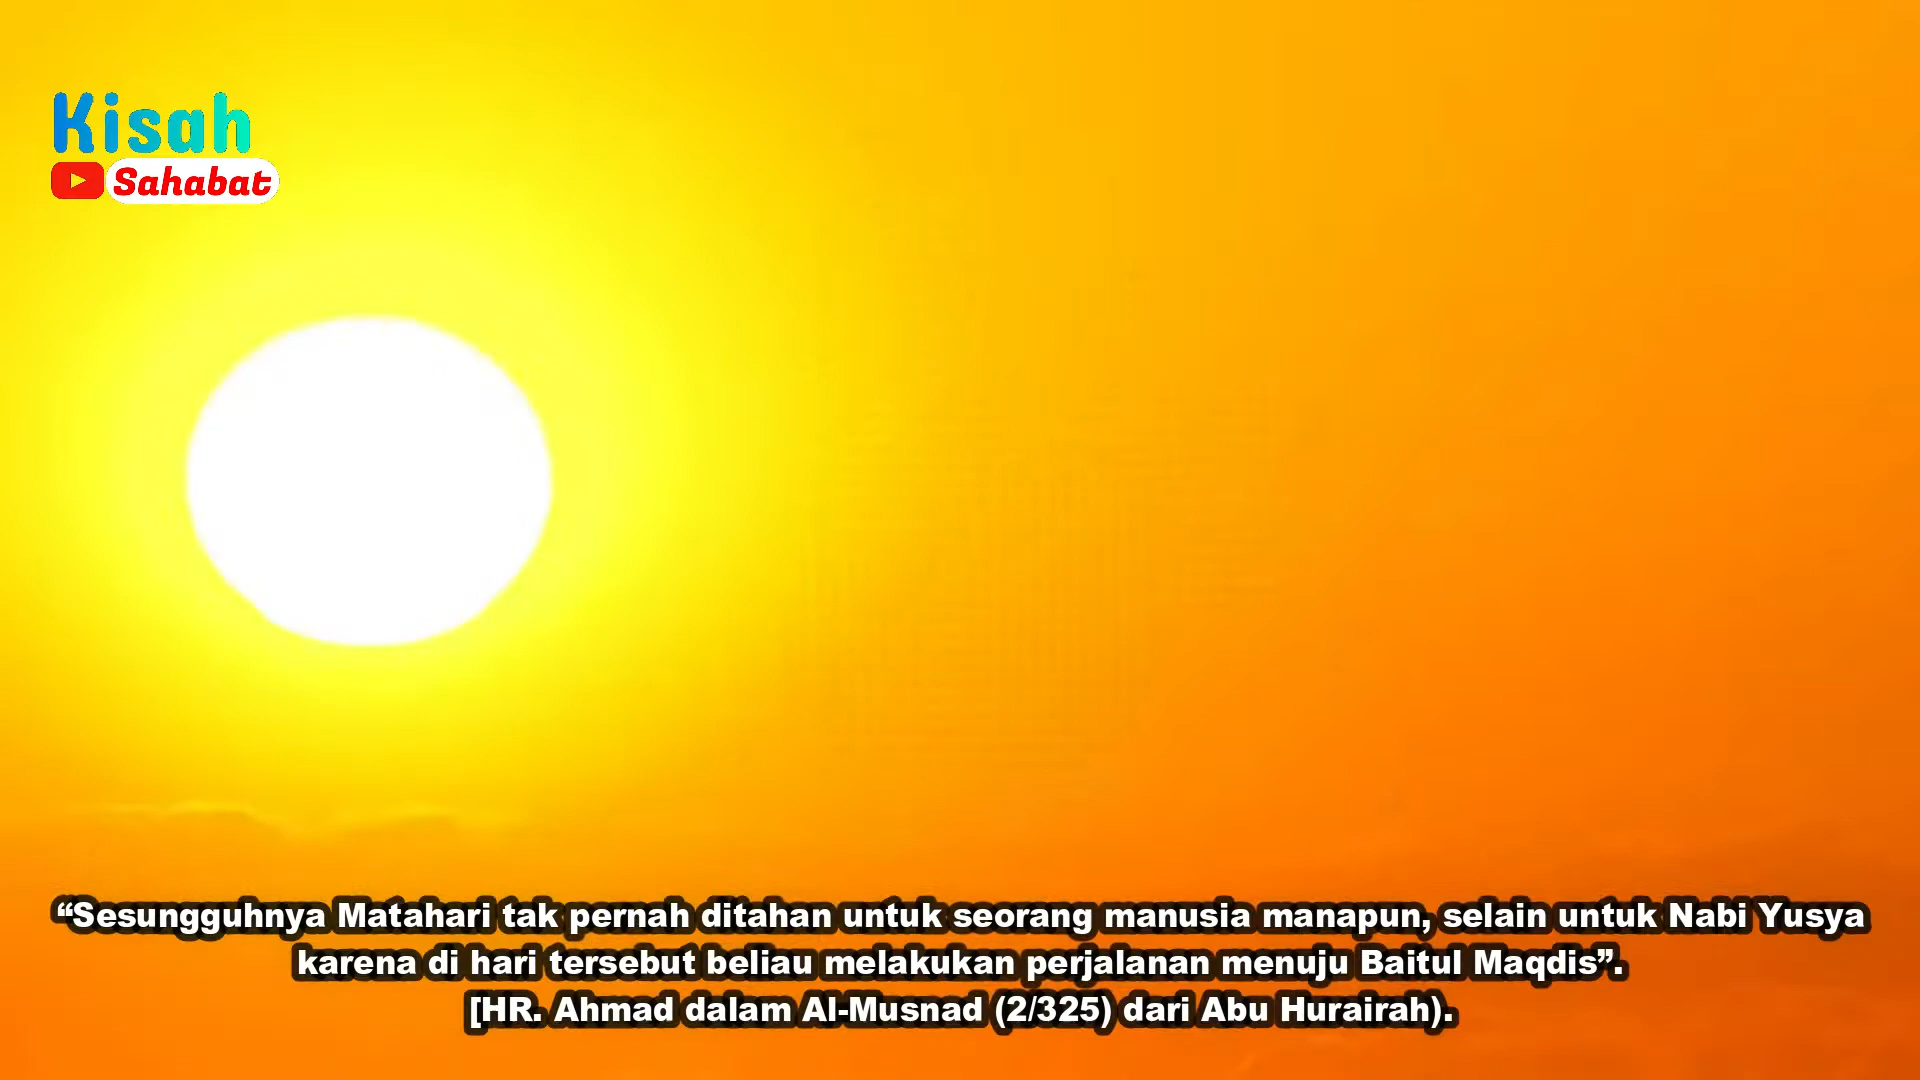 Kisah
Sahabat
“Sesungguhnya Matahari tak pernah ditahan untuk seorang manusia manapun, selain untuk Nabi Yusya
karena di hari tersebut beliau melakukan perjalanan menuju Baitul Maqdis”.
[HR. Ahmad dalam Al-Musnad (2/325) dari Abu Hurairah).